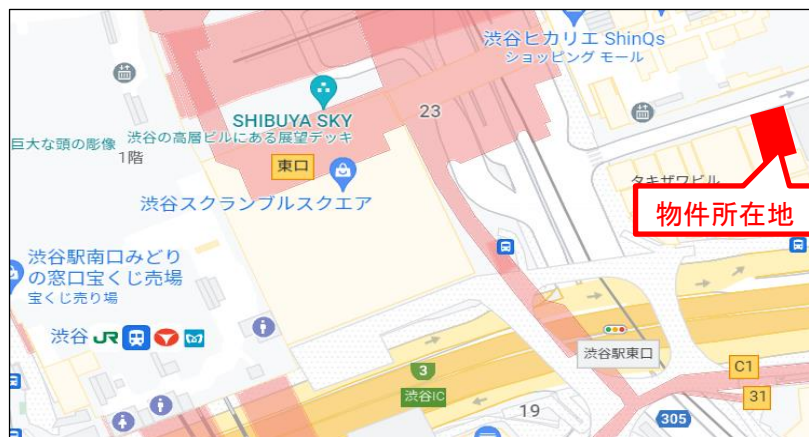 渋谷ヒカリエ ShinQs
ショッピング モール
SHIBUYA SKY
渋谷の高層ビルにある展望デッキ
23
巨大な頭の彫像
1階
東口
渋谷スクランブルスクエア
タキザワビル
物件所在地
渋谷駅南口みどり
の窓口宝くじ売場
宝くじ売り場
渋谷 JR
渋谷駅東口
3
渋谷IC
C1
31
19
305